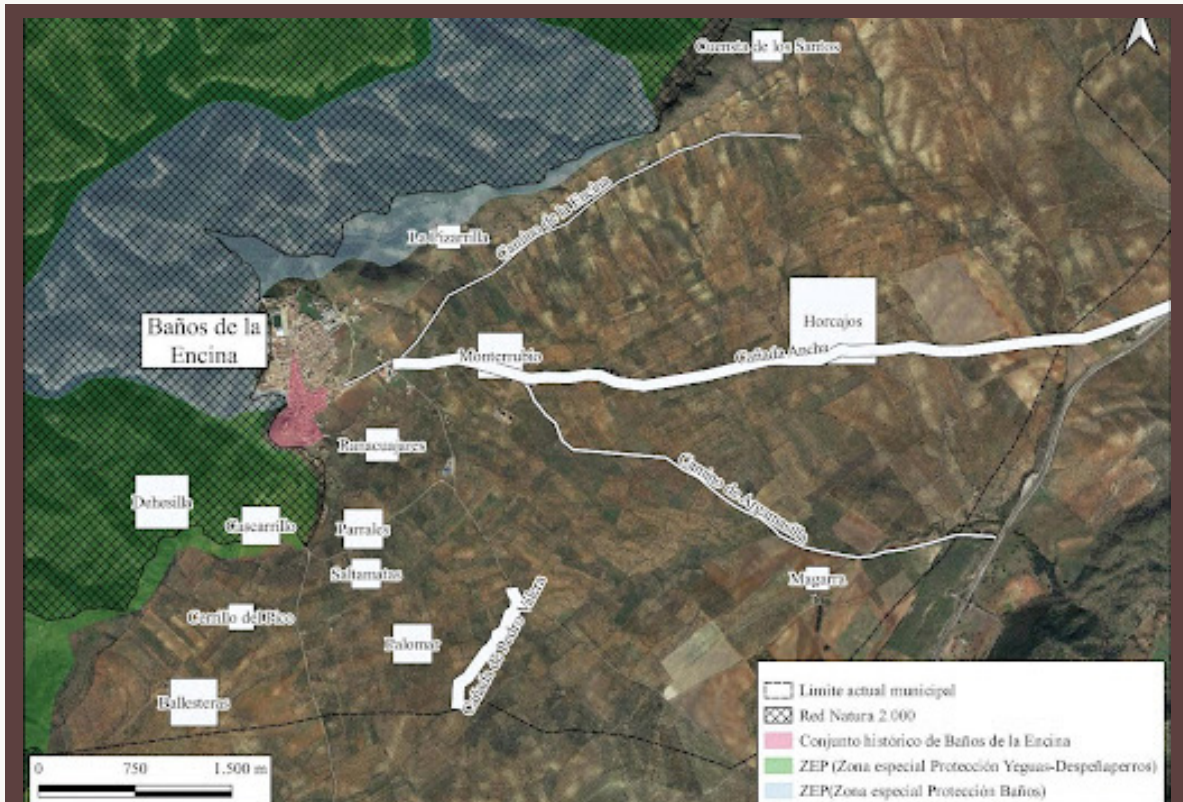 Cuensta de los Santos
Camino de la Encina
La Pizarrilla
Horcajos
Baños de la
Encina
Monterrubio
Cañada Ancha
Ranacuajares
Camino de Argamasilla
Dehesilla
Cascarrillo
Parrales
Saltamatas
Magarra
Cerrillo del Rico
Palomar
Ballesteras
Límite actual municipal
Red Natura 2.000
Conjunto histórico de Baños de la Encina
ZEP (Zona especial Protección Yeguas-Despeñaperros)
ZEP(Zona especial Protección Baños)
0 750 1.500 m